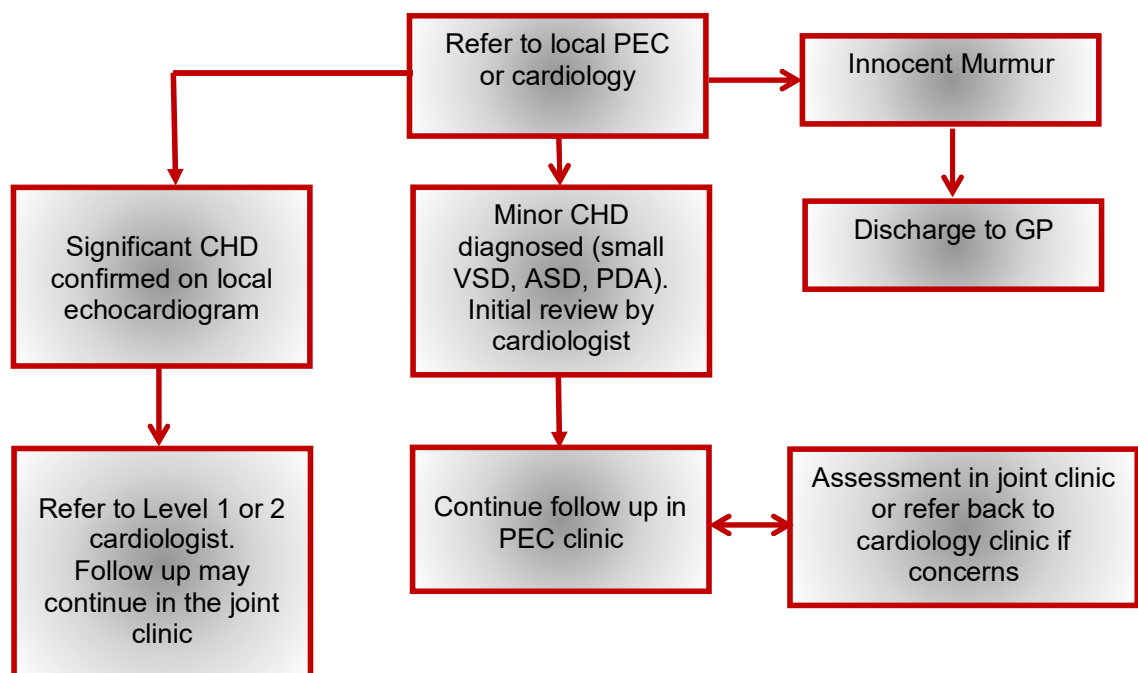 Refer to local PEC
or cardiology
Innocent Murmur
Significant CHD
confirmed on local
echocardiogram
Minor CHD
diagnosed (small
VSD, ASD, PDA).
Initial review by
cardiologist
Discharge to GP
Refer to Level 1 or 2
cardiologist.
Follow up may
continue in the joint
clinic
Continue follow up in
PEC clinic
Assessment in joint clinic
or refer back to
cardiology clinic if
concerns